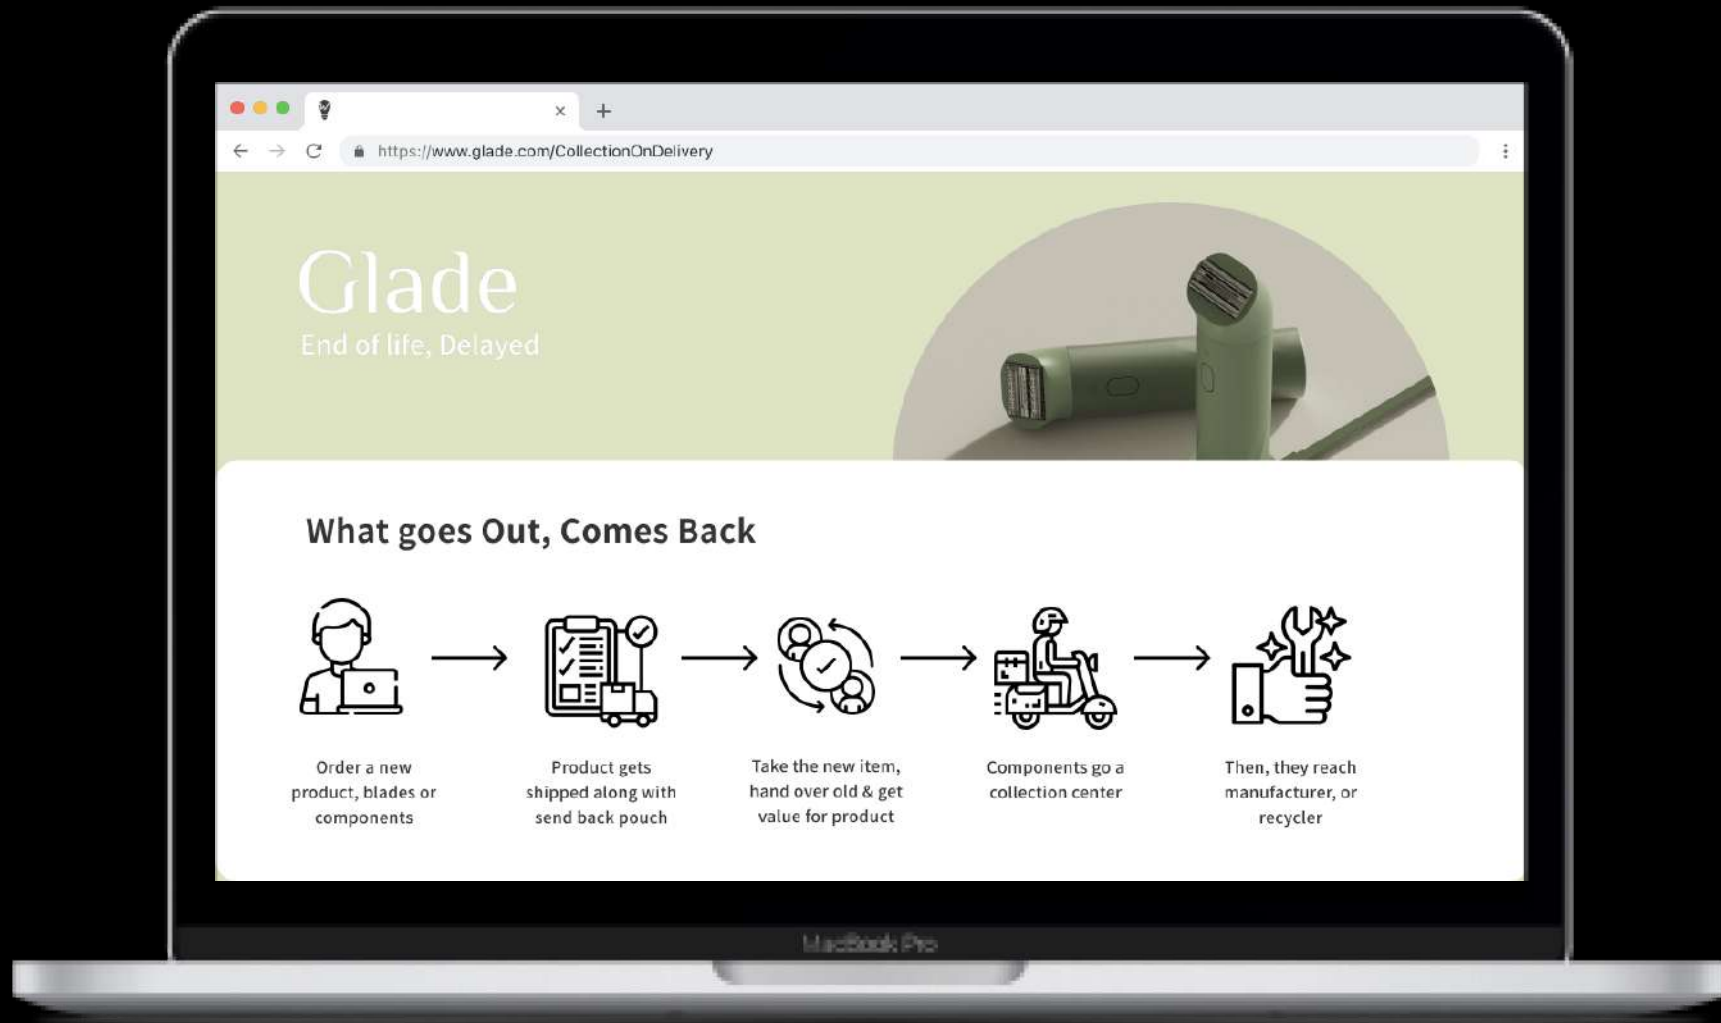 https://www.glade.com/CollectionOnDelivery
Glade
End of life, Delayed
What goes Out, Comes Back
Order a new
product, blades or
components
Product gets
shipped along with
send back pouch
Take the new item,
hand over old & get
value for product
Components go a
collection center
Then, they reach
manufacturer, or
recycler
MacBook Pro